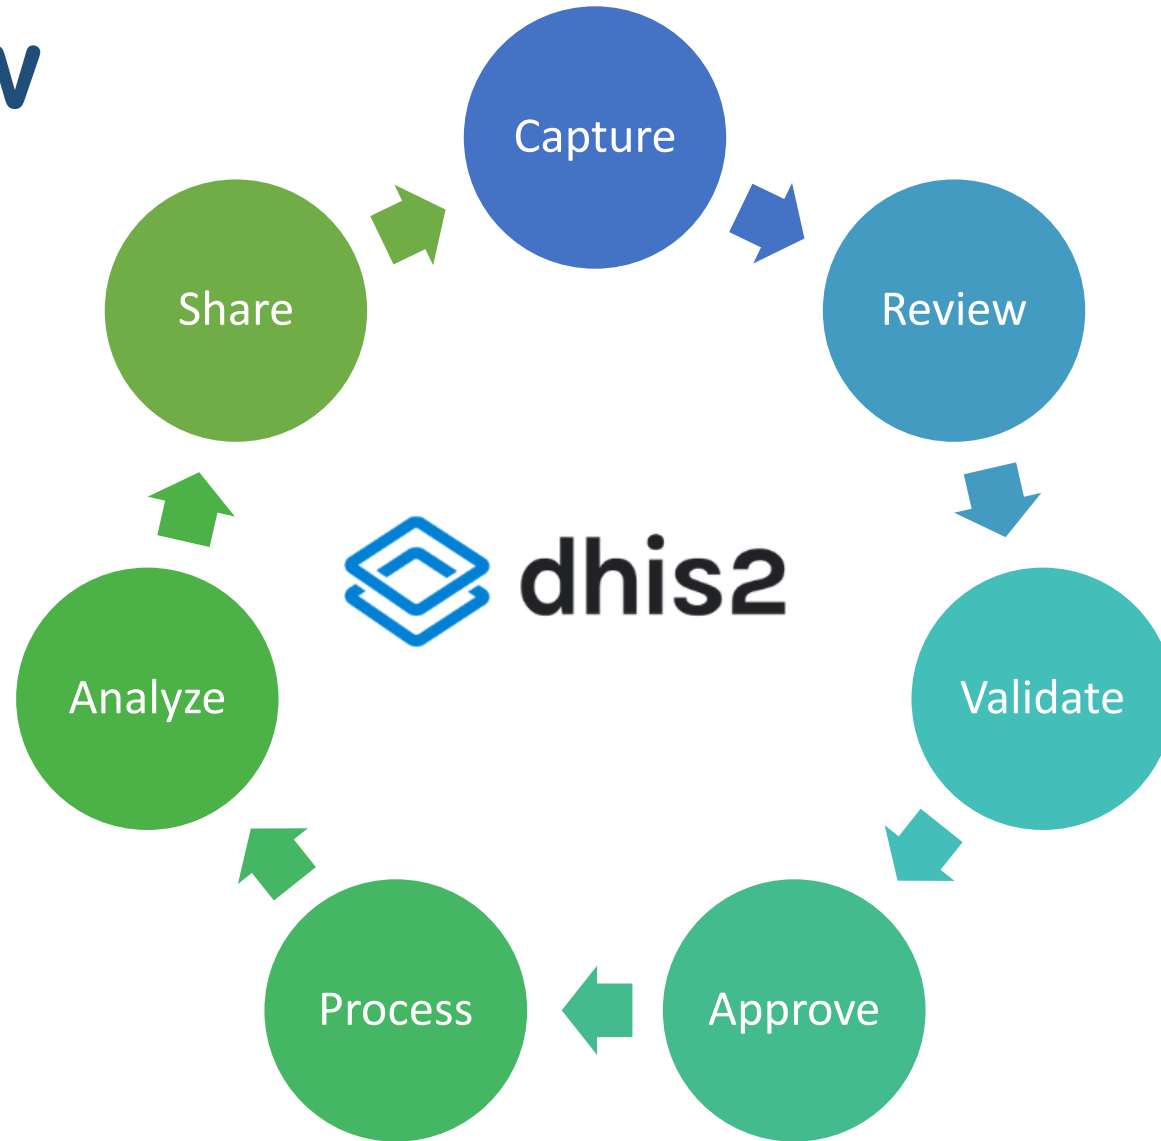 Capture
Review
Validate
Approve
Process
Analyze
Share
dhis2